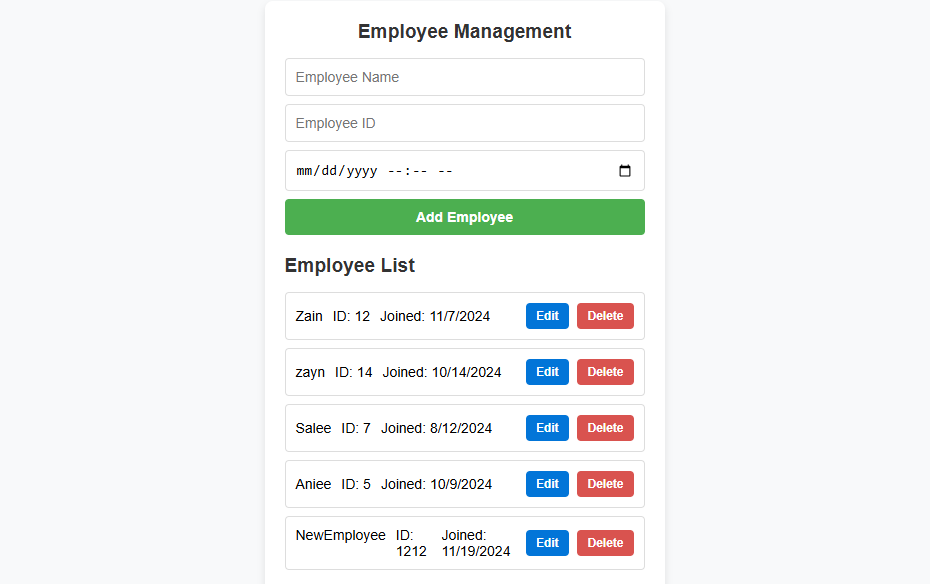 Employee Management
Employee Name
Employee ID
mm/dd/yyyy --:-- --
Add Employee
Employee List
Zain ID: 12 Joined: 11/7/2024 Edit Delete
zayn ID: 14 Joined: 10/14/2024 Edit Delete
Salee ID: 7 Joined: 8/12/2024 Edit Delete
Aniee ID: 5 Joined: 10/9/2024 Edit Delete
NewEmployee ID: 1212 Joined: 11/19/2024 Edit Delete